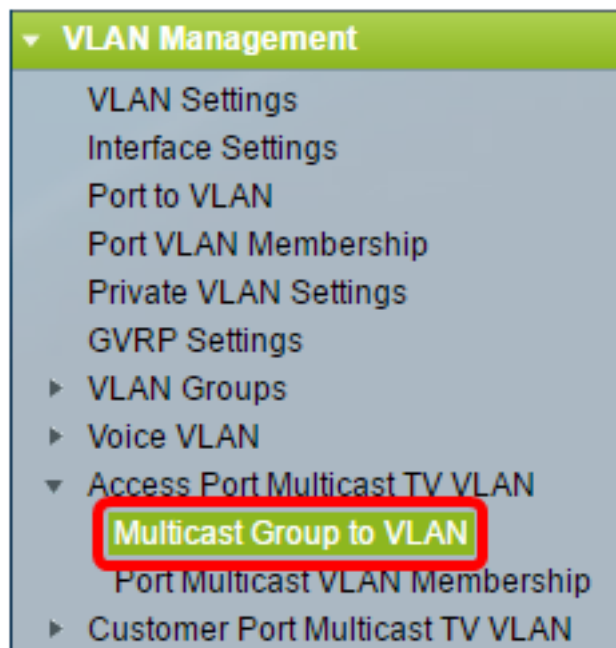 VLAN Management
VLAN Settings
Interface Settings
Port to VLAN
Port VLAN Membership
Private VLAN Settings
GVRP Settings
VLAN Groups
Voice VLAN
Access Port Multicast TV VLAN
Multicast Group to VLAN
Port Multicast VLAN Membership
Customer Port Multicast TV VLAN